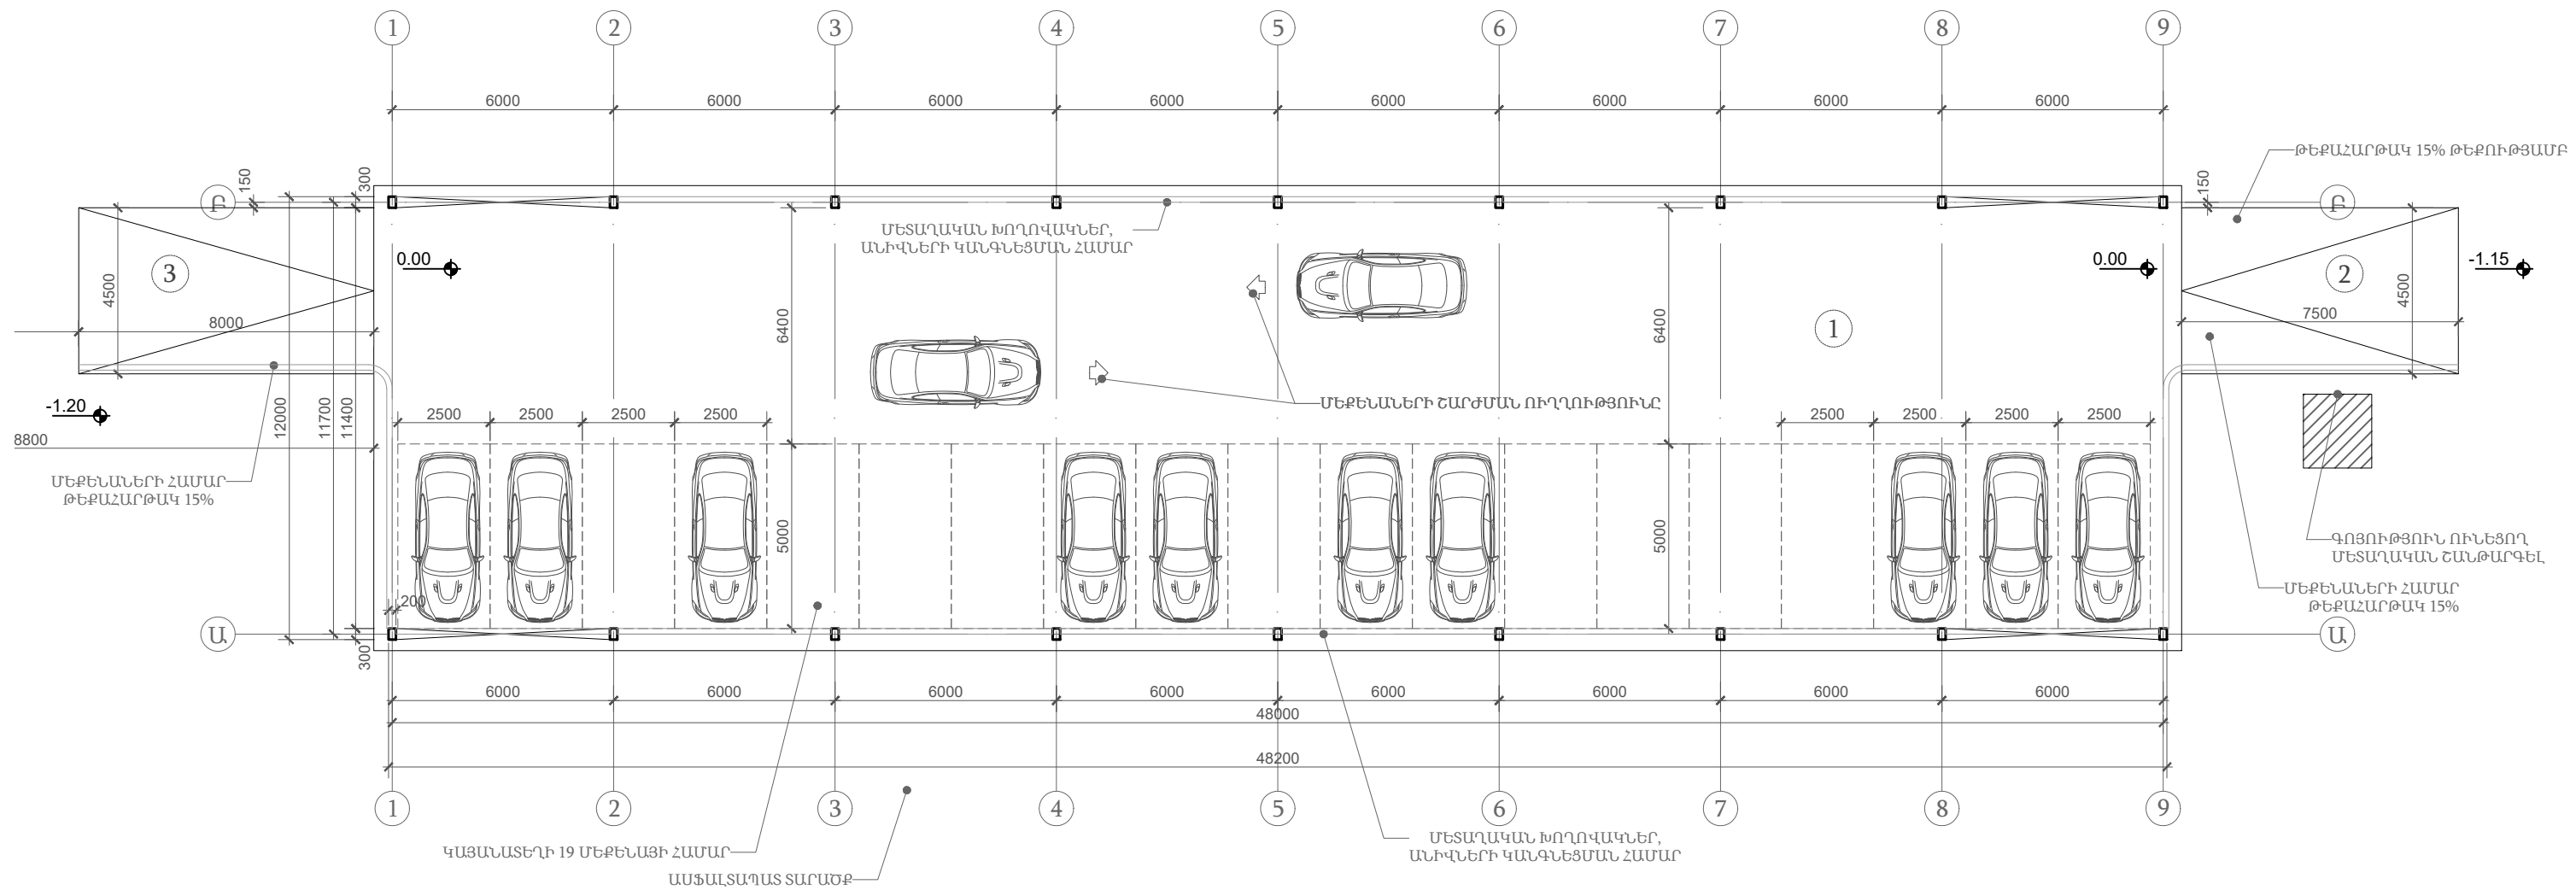 1 2 3 4 5 6 7 8 9
6000 6000 6000 6000 6000 6000 6000 6000
ԹԵՔԱՀԱՐԹԱԿ 15% ԹԵՔՈՒԹՅԱՄԲ
150 300 150
Բ Բ
ՄԵՏԱՂԱԿԱՆ ԽՈՂՈՎԱԿՆԵՐ,
ԱՆԻՎՆԵՐԻ ԿԱՆԳՆԵՑՄԱՆ ՀԱՄԱՐ
0.00 0.00 -1.15
3 2
4500 4500
8000 7500
6400 1 6400
-1.20
ՄԵՔԵՆԱՆԵՐԻ ՇԱՐԺՄԱՆ ՈՒՂՂՈՒԹՅՈՒՆԸ
12000 11700 11400
2500 2500 2500 2500 2500 2500 2500 2500
8800
ՄԵՔԵՆԱՆԵՐԻ ՀԱՄԱՐ
ԹԵՔԱՀԱՐԹԱԿ 15%
5000 5000
ԳՈՅՈՒԹՅՈՒՆ ՈՒՆԵՑՈՂ
ՄԵՏԱՂԱԿԱՆ ՇԱՆԹԱՐԳԵԼ
ՄԵՔԵՆԱՆԵՐԻ ՀԱՄԱՐ
ԹԵՔԱՀԱՐԹԱԿ 15%
200
Ա Ա
300
6000 6000 6000 6000 6000 6000 6000 6000
48000
48200
1 2 3 4 5 6 7 8 9
ՄԵՏԱՂԱԿԱՆ ԽՈՂՈՎԱԿՆԵՐ,
ԱՆԻՎՆԵՐԻ ԿԱՆԳՆԵՑՄԱՆ ՀԱՄԱՐ
ԿԱՅԱՆԱՏԵՂԻ 19 ՄԵՔԵՆԱՅԻ ՀԱՄԱՐ
ԱՍՖԱԼՏԱՊԱՏ ՏԱՐԱԾՔ